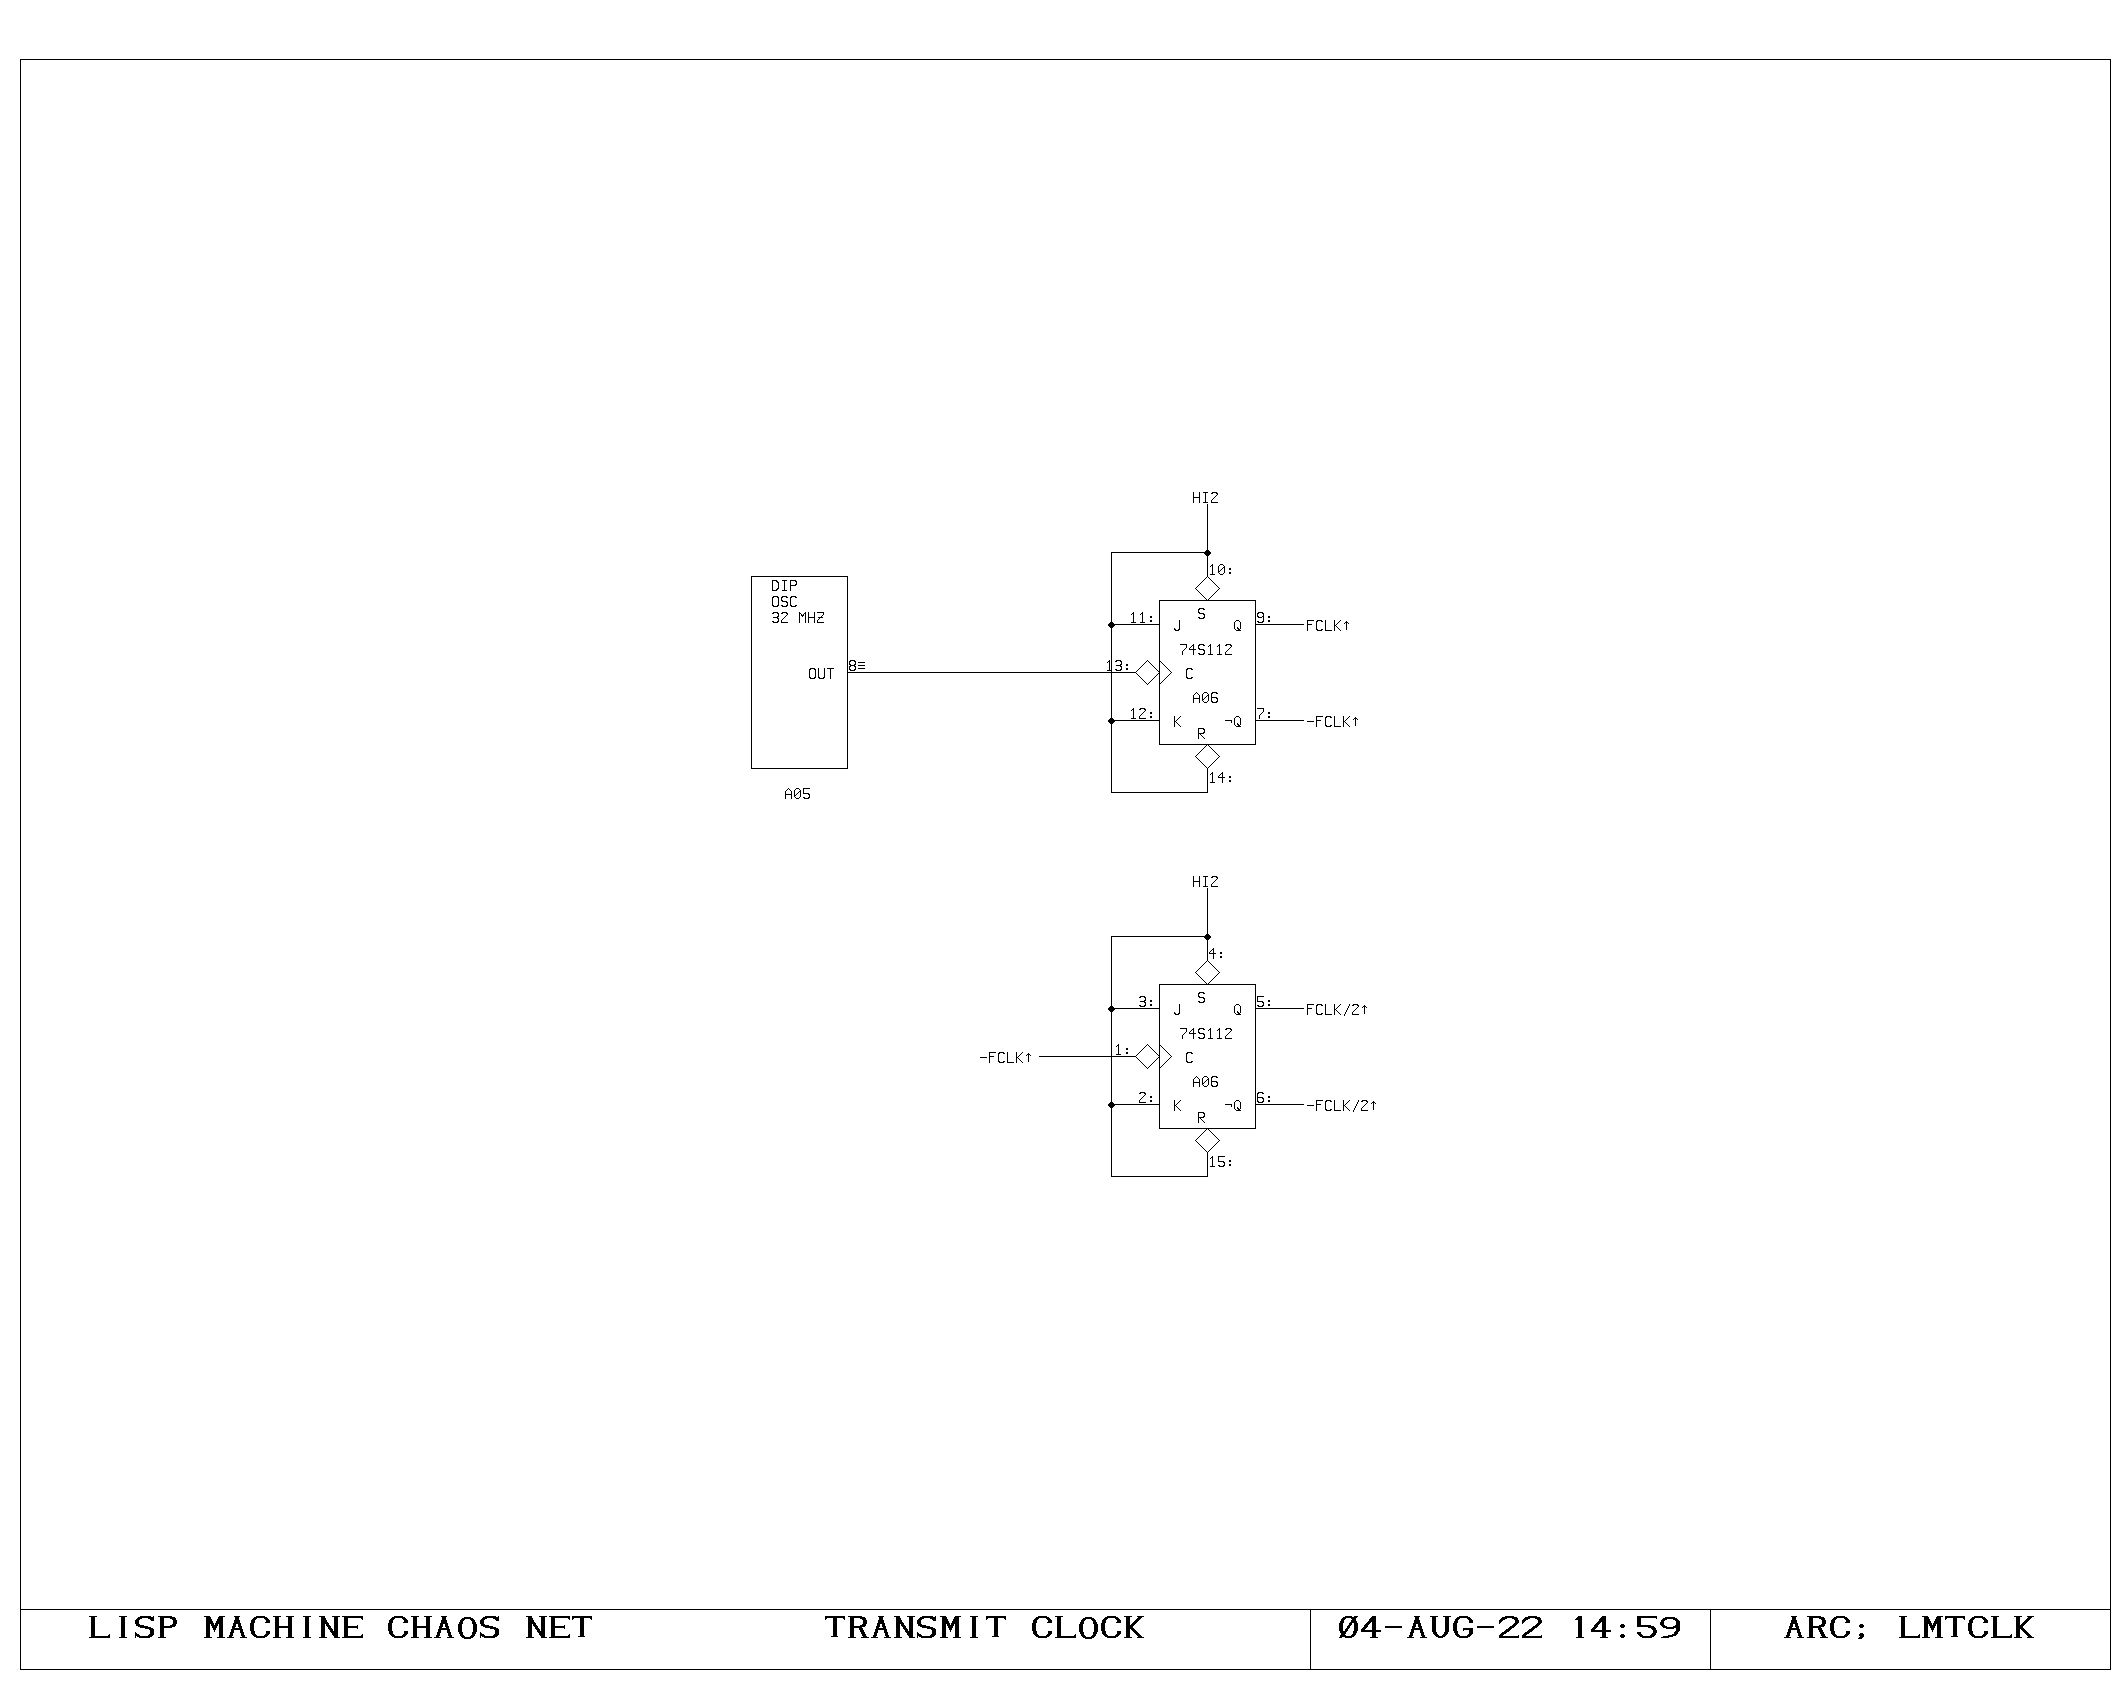 HI2
10:
DIP
OSC
32 MHZ
S
11: J Q 9: FCLK↑
74S112
OUT 8≡ 13: C
A06
12: K ¬Q 7: -FCLK↑
R
14:
A05
HI2
4:
S
3: J Q 5: FCLK/2↑
74S112
-FCLK↑ 1: C
A06
2: K ¬Q 6: -FCLK/2↑
R
15:
LISP MACHINE CHAOS NET TRANSMIT CLOCK Ø4-AUG-22 14:59 ARC; LMTCLK